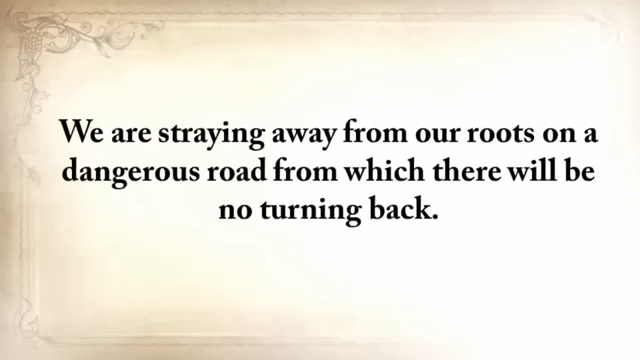 We are straying away from our roots on a
dangerous road from which there will be
no turning back.